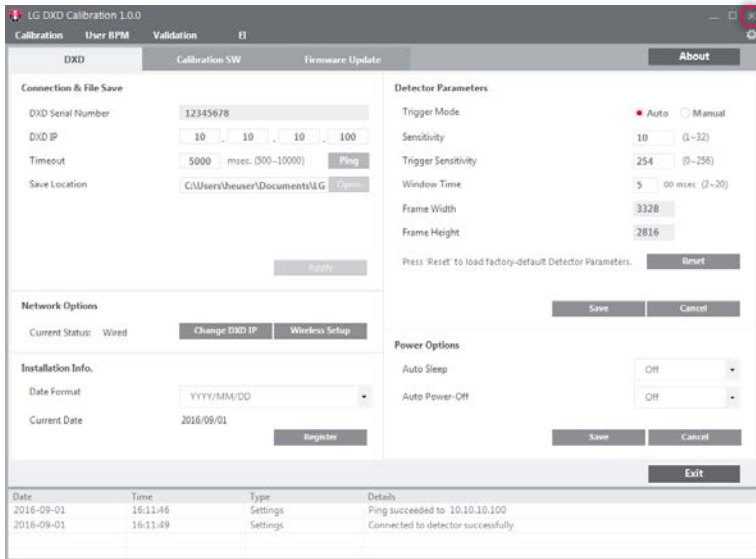 LG DXD Calibration 1.0.0
Calibration User BPM Validation EI
DXD Calibration SW Firmware Update About
Connection & File Save
DXD Serial Number 12345678
DXD IP 10 . 10 . 10 . 100
Timeout 5000 msec. (500~10000) Ping
Save Location C:\Users\heuser\Documents\LG Open
Apply
Network Options
Current Status: Wired Change DXD IP Wireless Setup
Installation Info.
Date Format YYYY/MM/DD
Current Date 2016/09/01
Register
Detector Parameters
Trigger Mode Auto Manual
Sensitivity 10 (1~32)
Trigger Sensitivity 254 (0~256)
Window Time 5 00 msec (2~20)
Frame Width 3328
Frame Height 2816
Press 'Reset' to load factory-default Detector Parameters. Reset
Save Cancel
Power Options
Auto Sleep Off
Auto Power-Off Off
Save Cancel
Exit
Date Time Type Details
2016-09-01 16:11:46 Settings Ping succeeded to 10.10.10.100
2016-09-01 16:11:49 Settings Connected to detector successfully